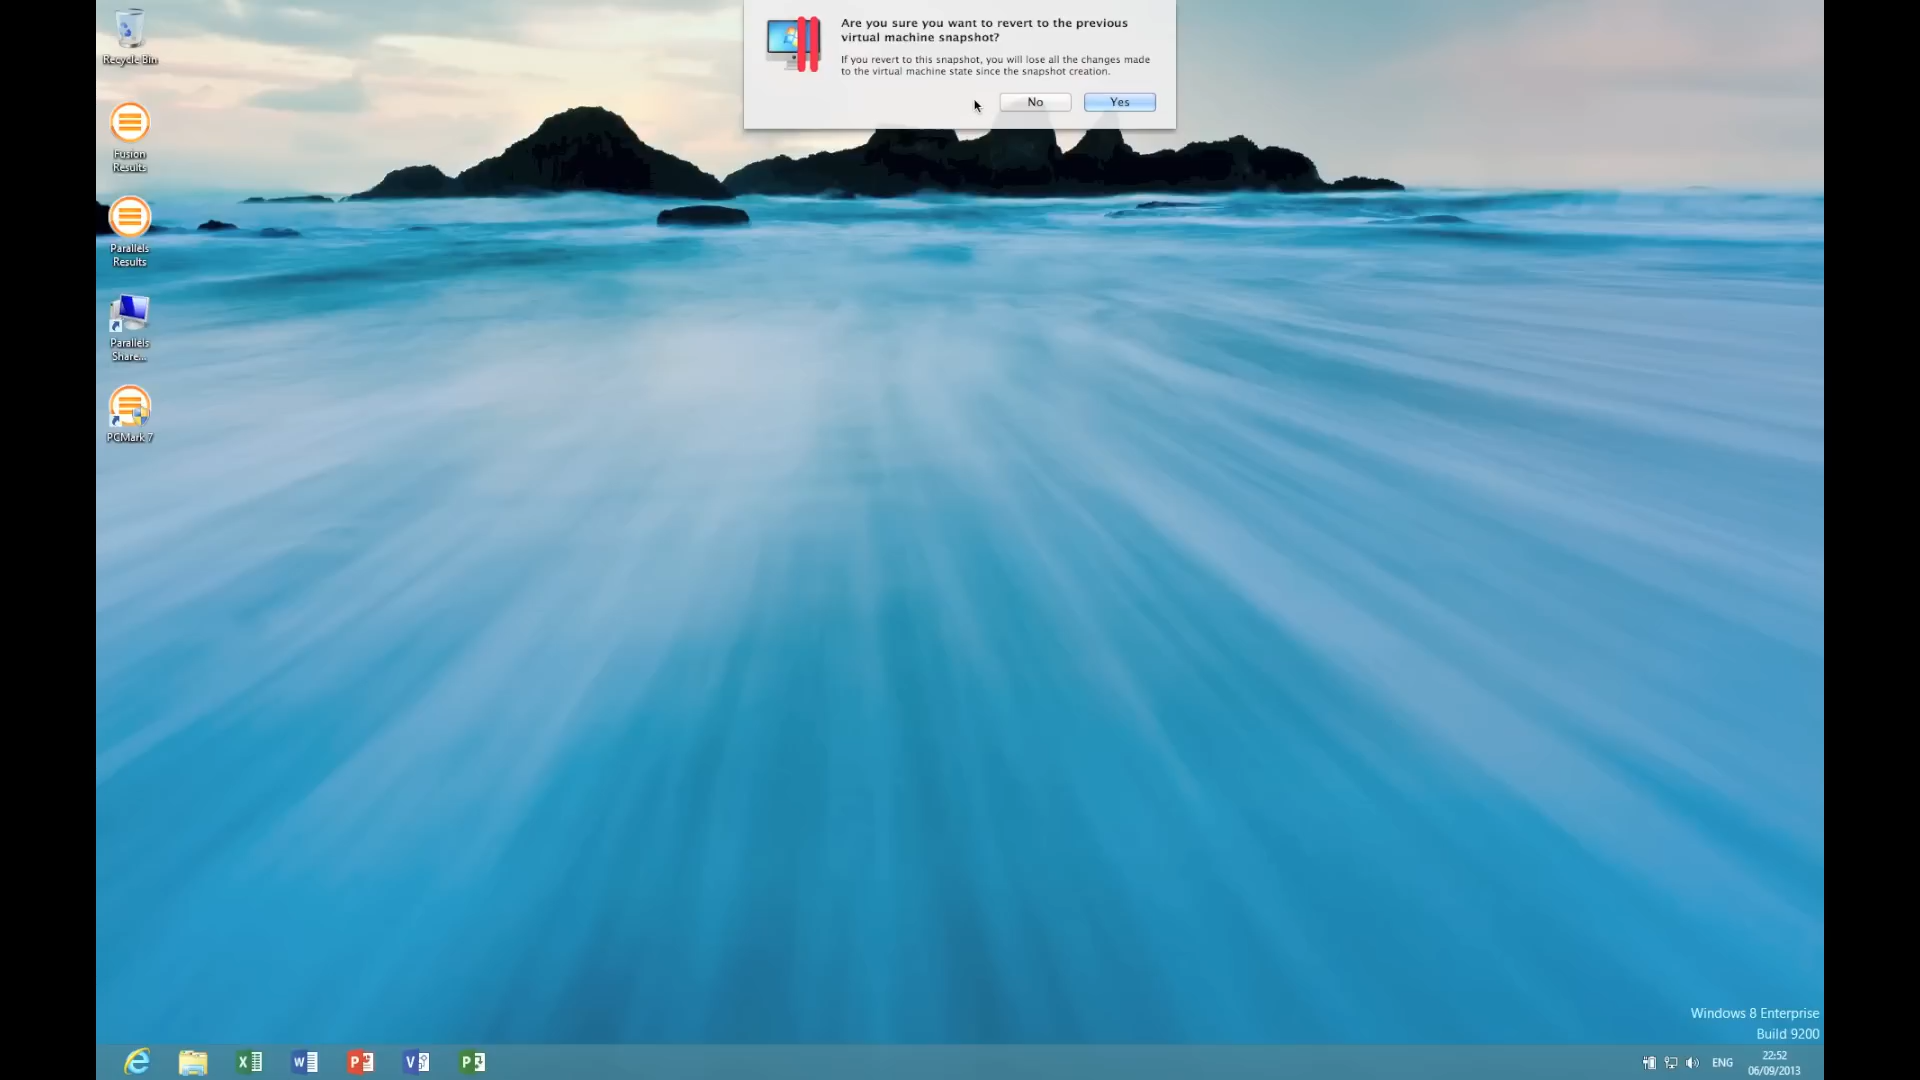 Recycle Bin
Fusion
Results
Parallels
Results
Parallels
Share...
PCMark 7
Are you sure you want to revert to the previous
virtual machine snapshot?
If you revert to this snapshot, you will lose all the changes made
to the virtual machine state since the snapshot creation.
No
Yes
Windows 8 Enterprise
Build 9200
ENG
22:52
06/09/2013